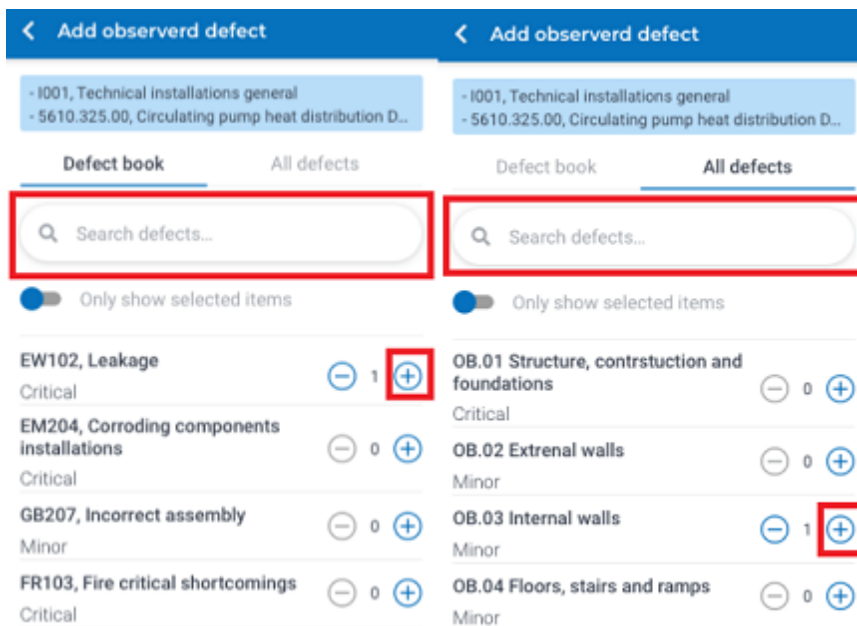 Add observerd defect
- I001, Technical installations general
- 5610.325.00, Circulating pump heat distribution D...
Defect book
All defects
Search defects...
Only show selected items
EW102, Leakage
Critical
1
EM204, Corroding components
installations
Critical
0
GB207, Incorrect assembly
Minor
0
FR103, Fire critical shortcomings
Critical
0
Add observerd defect
- I001, Technical installations general
- 5610.325.00, Circulating pump heat distribution D...
Defect book
All defects
Search defects...
Only show selected items
OB.01 Structure, contrstuction and
foundations
Critical
0
OB.02 Extrenal walls
Minor
0
OB.03 Internal walls
Minor
1
OB.04 Floors, stairs and ramps
Minor
0